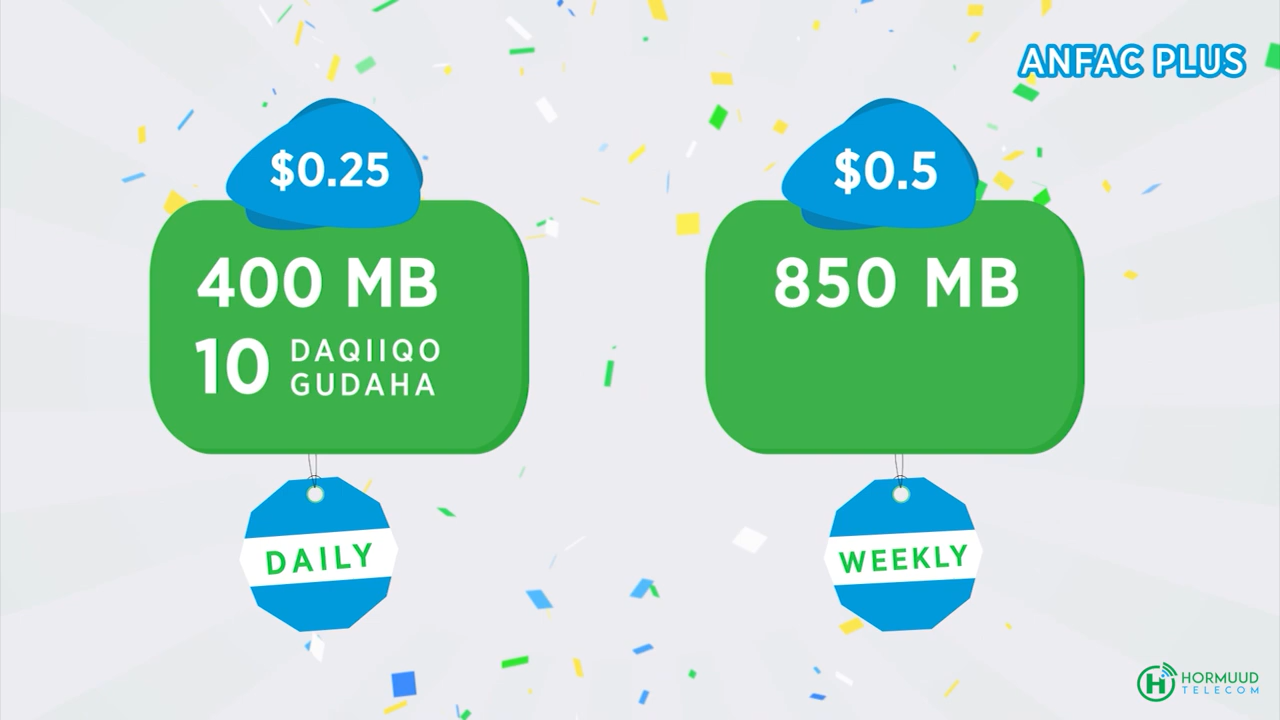 ANFAC PLUS
$0.25
400 MB
10 DAQIIQO
GUDAHA
DAILY
$0.5
850 MB
WEEKLY
HORMUUD
TELECOM